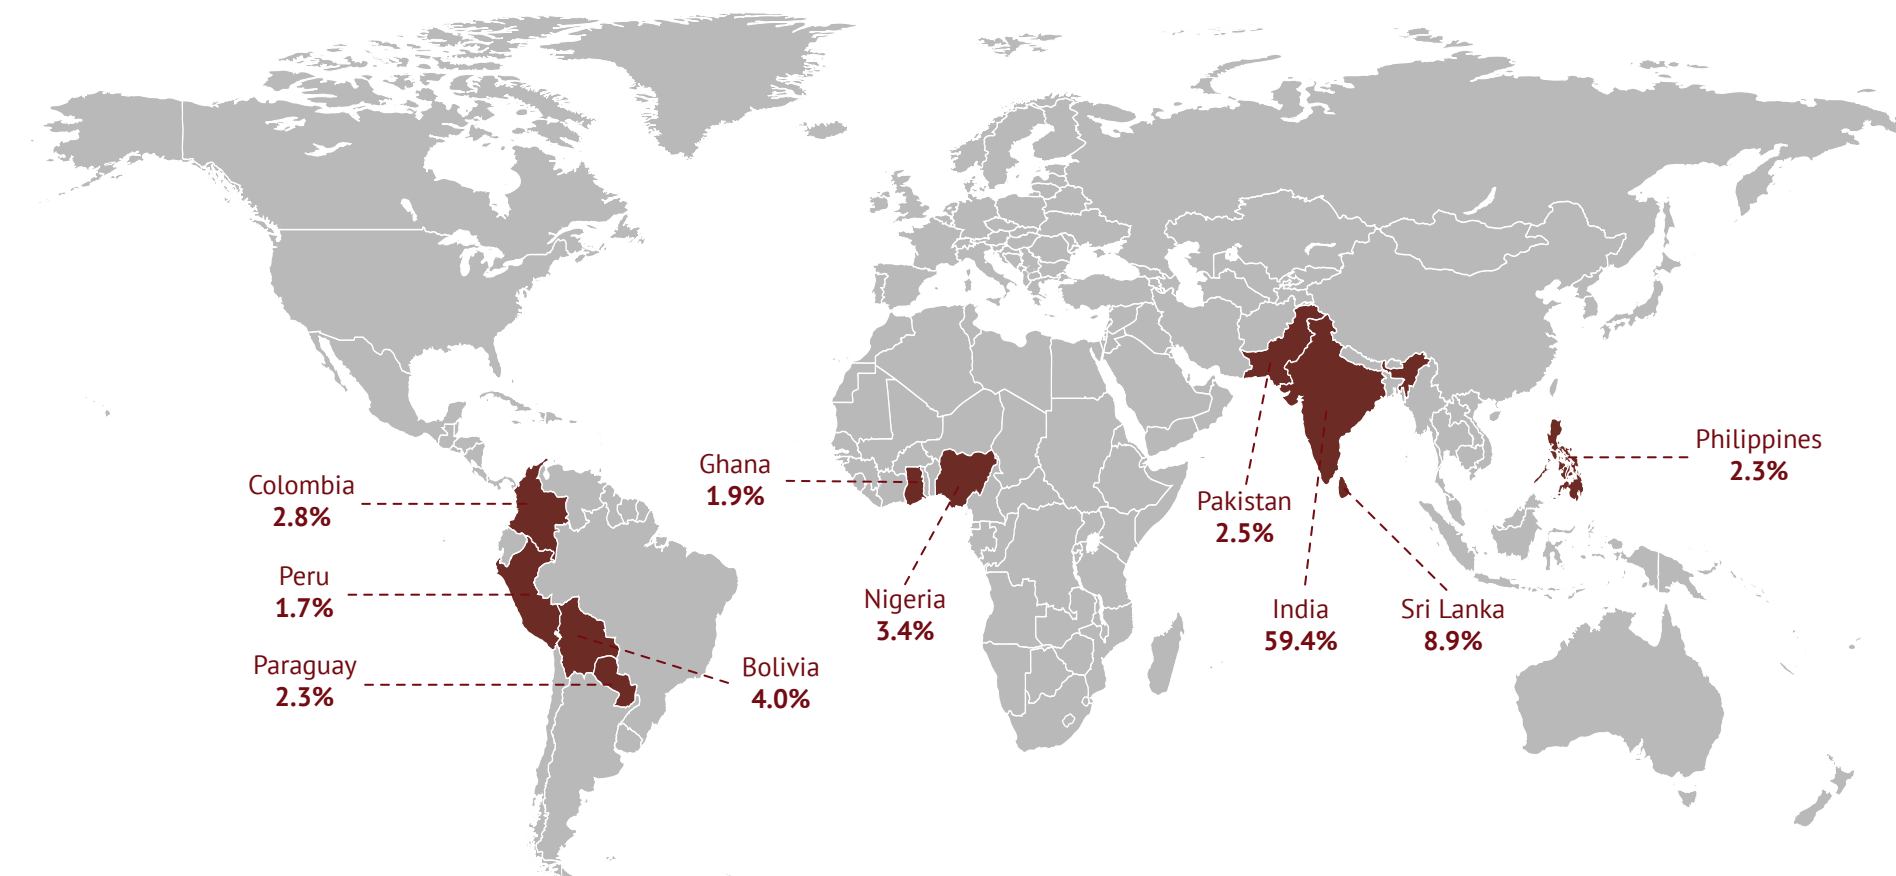 Colombia
2.8%
Peru
1.7%
Paraguay
2.3%
Bolivia
4.0%
Ghana
1.9%
Nigeria
3.4%
Pakistan
2.5%
India
59.4%
Sri Lanka
8.9%
Philippines
2.3%